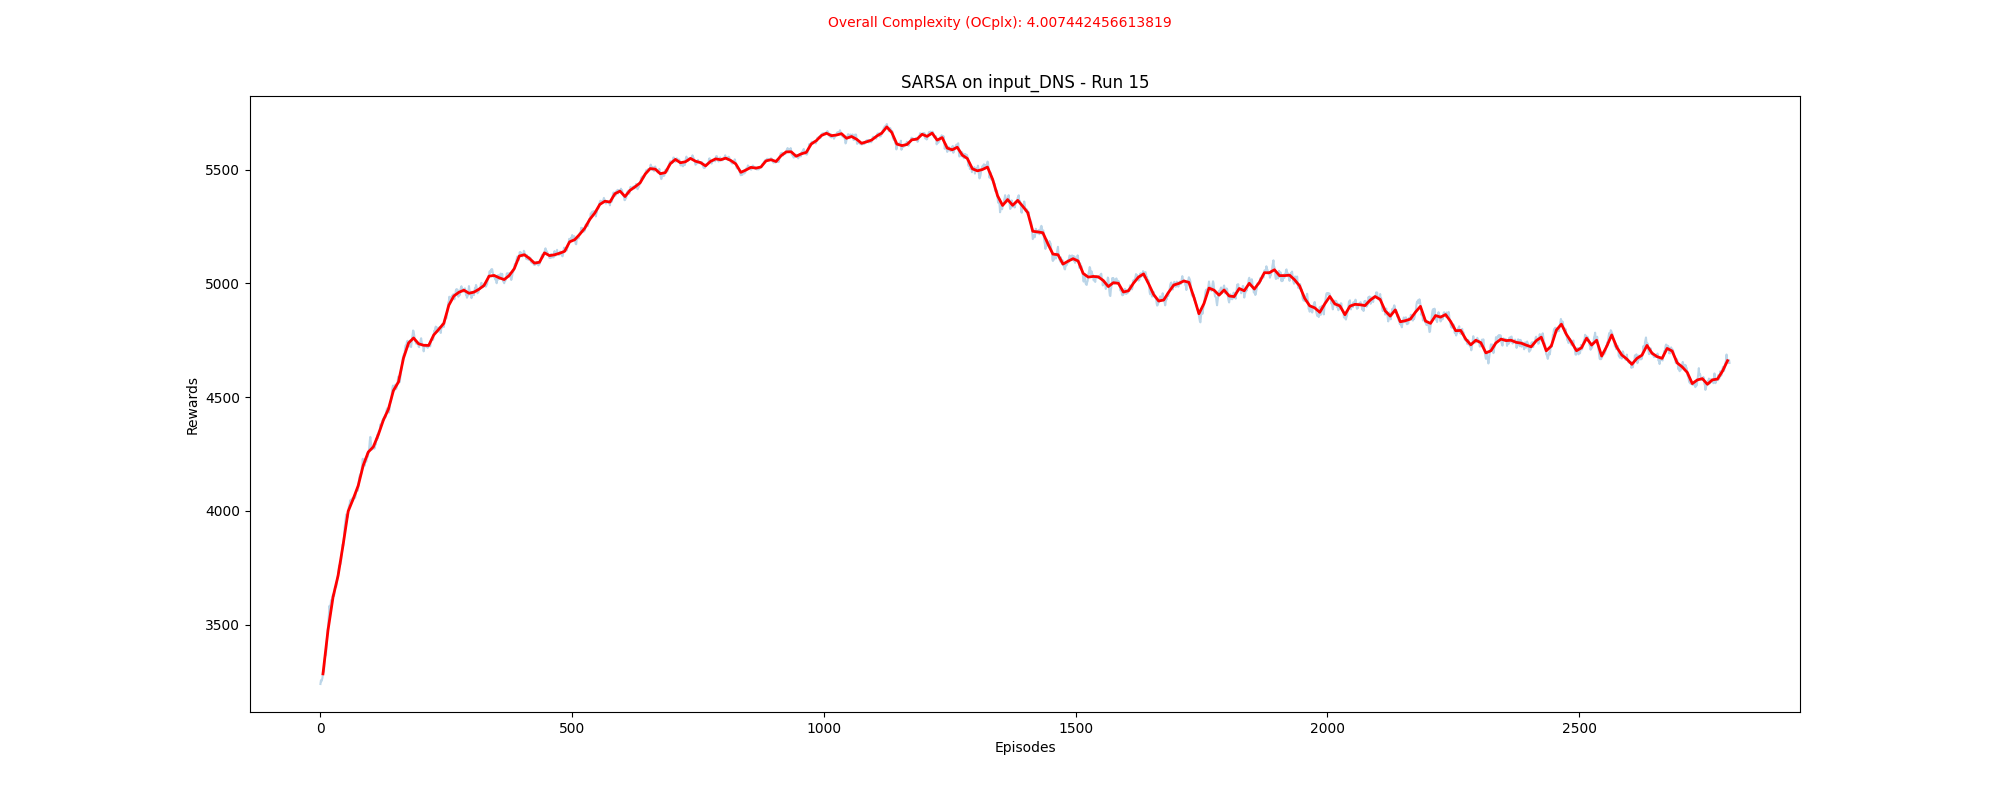 Overall Complexity (OCplx): 4.007442456613819
SARSA on input_DNS - Run 15
5500
5000
4500
4000
3500
Rewards
0 500 1000 1500 2000 2500
Episodes